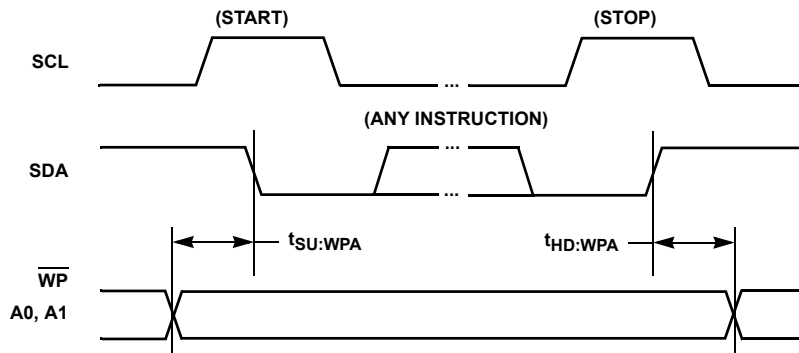 (START)
(STOP)
SCL
...
(ANY INSTRUCTION)
SDA
...
...
tSU:WPA
tHD:WPA
WP
A0, A1